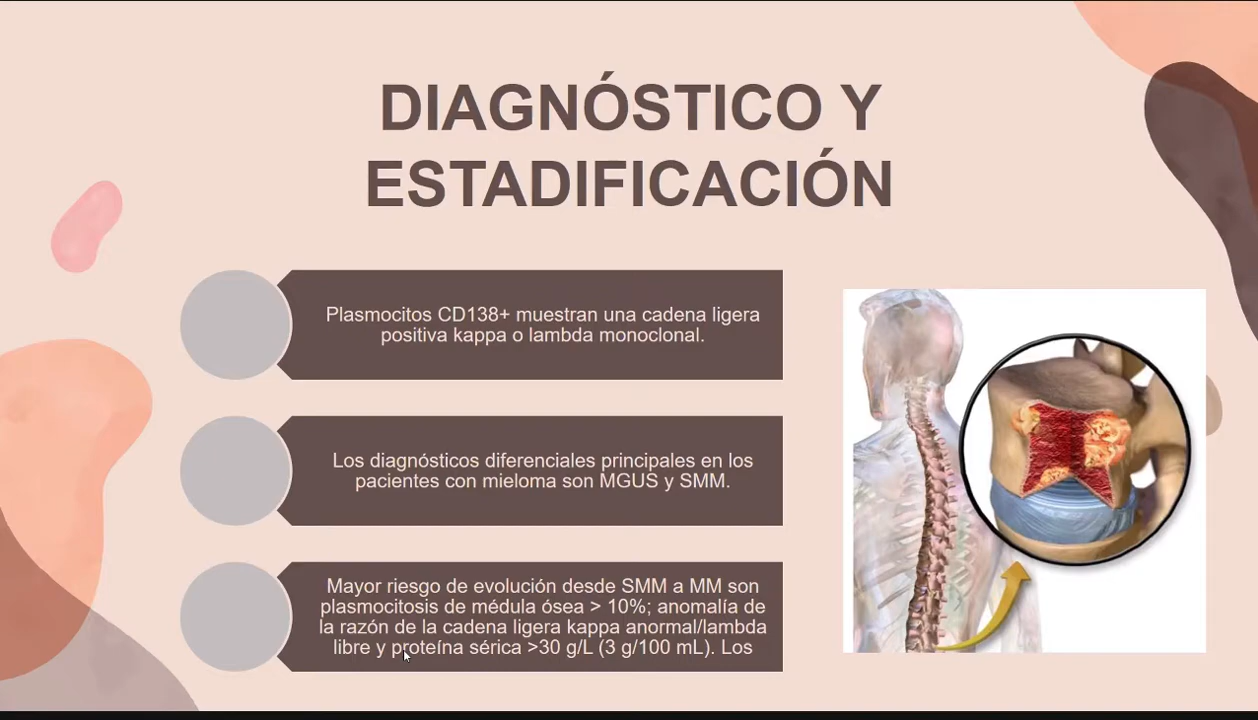 DIAGNÓSTICO Y
ESTADIFICACIÓN
Plasmocitos CD138+ muestran una cadena ligera
positiva kappa o lambda monoclonal.
Los diagnósticos diferenciales principales en los
pacientes con mieloma son MGUS y SMM.
Mayor riesgo de evolución desde SMM a MM son
plasmocitosis de médula ósea > 10%; anomalía de
la razón de la cadena ligera kappa anormal/lambda
libre y proteína sérica >30 g/L (3 g/100 mL). Los